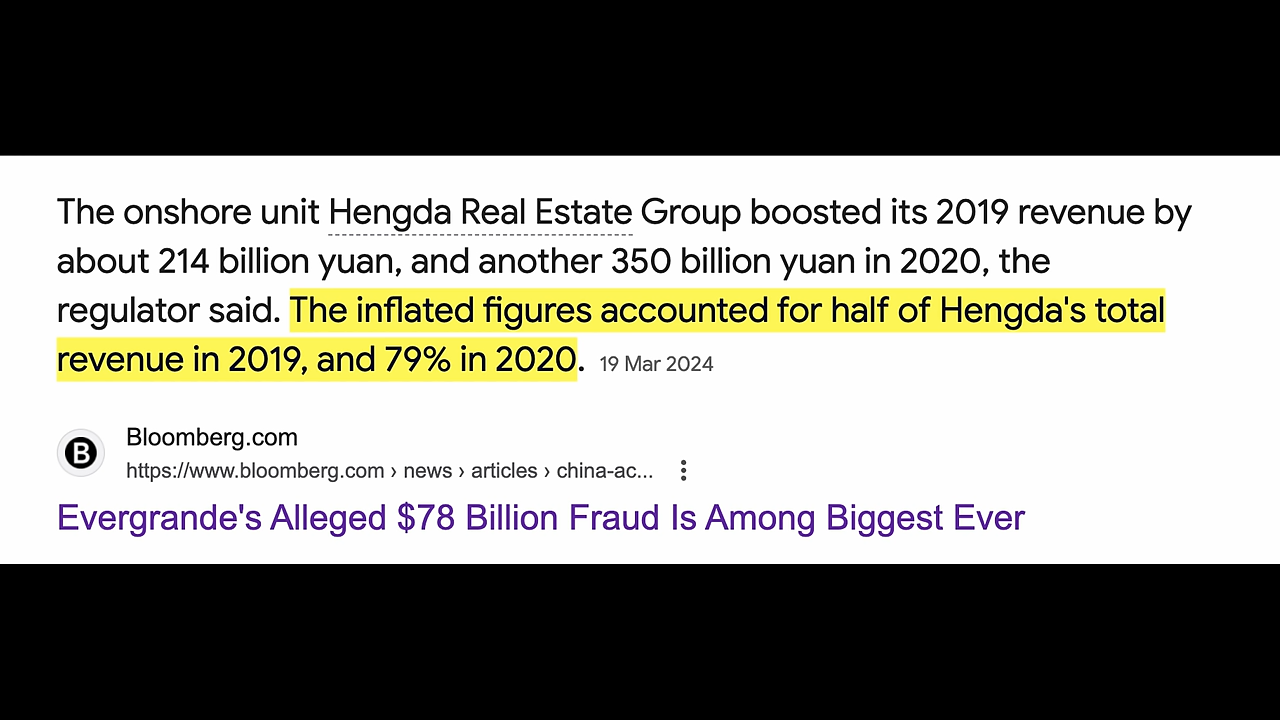 The onshore unit Hengda Real Estate Group boosted its 2019 revenue by
about 214 billion yuan, and another 350 billion yuan in 2020, the
regulator said. The inflated figures accounted for half of Hengda's total
revenue in 2019, and 79% in 2020. 19 Mar 2024
B
Bloomberg.com
https://www.bloomberg.com › news › articles › china-ac...
Evergrande's Alleged $78 Billion Fraud Is Among Biggest Ever